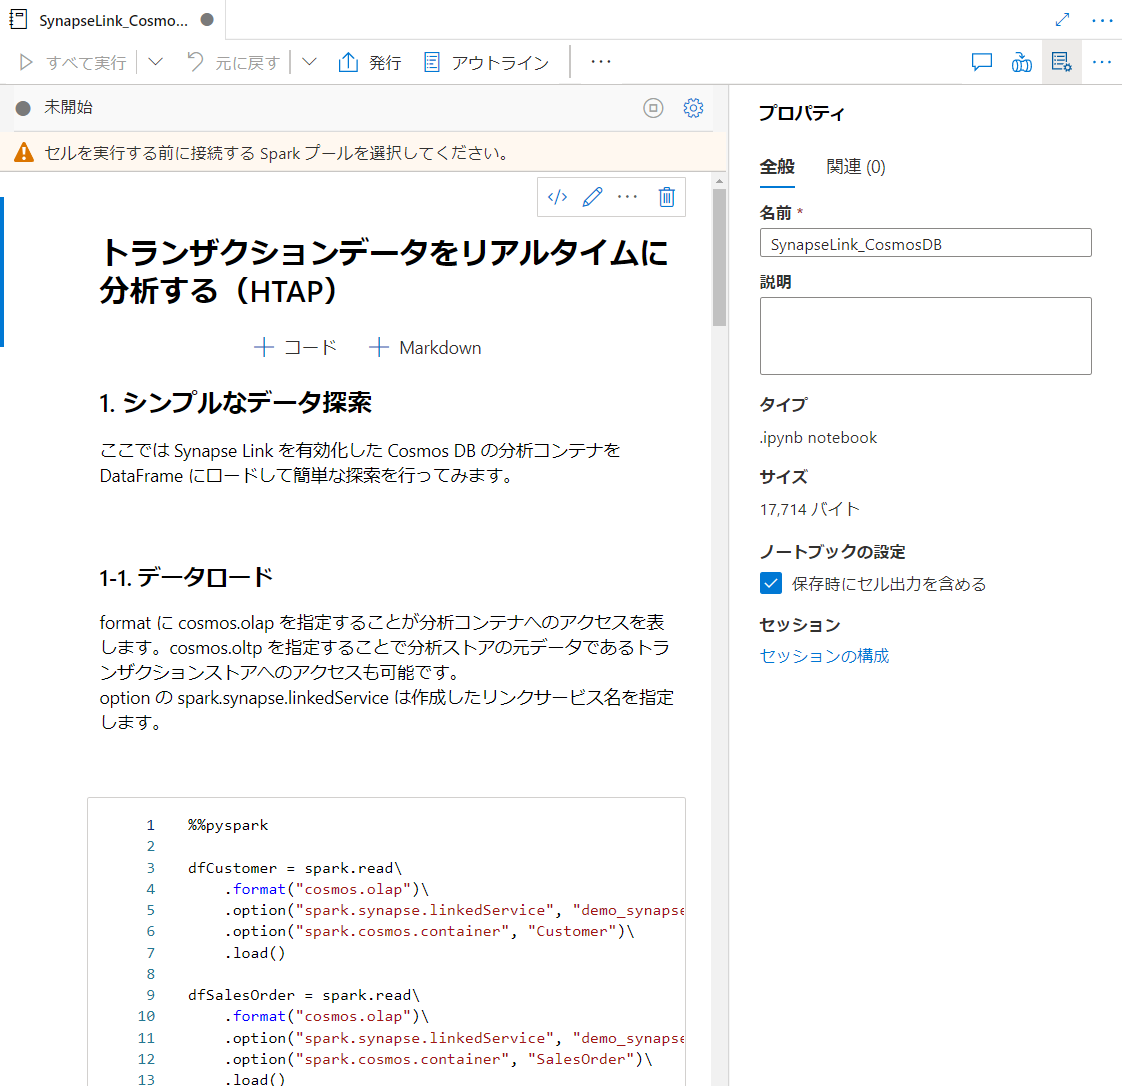 SynapseLink_Cosmo...
すべて実行
元に戻す
発行
アウトライン
未開始
セルを実行する前に接続する Spark プールを選択してください。
トランザクションデータをリアルタイムに
分析する（HTAP）
コード
Markdown
1. シンプルなデータ探索
ここでは Synapse Link を有効化した Cosmos DB の分析コンテナを
DataFrame にロードして簡単な探索を行ってみます。
1-1. データロード
format に cosmos.olap を指定することが分析コンテナへのアクセスを表
します。cosmos.oltp を指定することで分析ストアの元データであるトラ
ンザクションストアへのアクセスも可能です。
option の spark.synapse.linkedService は作成したリンクサービス名を指定
します。
1 %%pyspark
2
3 dfCustomer = spark.read\
4 .format("cosmos.olap")\
5 .option("spark.synapse.linkedService", "demo_synapse
6 .option("spark.cosmos.container", "Customer")\
7 .load()
8
9 dfSalesOrder = spark.read\
10 .format("cosmos.olap")\
11 .option("spark.synapse.linkedService", "demo_synapse
12 .option("spark.cosmos.container", "SalesOrder")\
13 .load()
プロパティ
全般
関連 (0)
名前 *
SynapseLink_CosmosDB
説明
タイプ
.ipynb notebook
サイズ
17,714 バイト
ノートブックの設定
保存時にセル出力を含める
セッション
セッションの構成